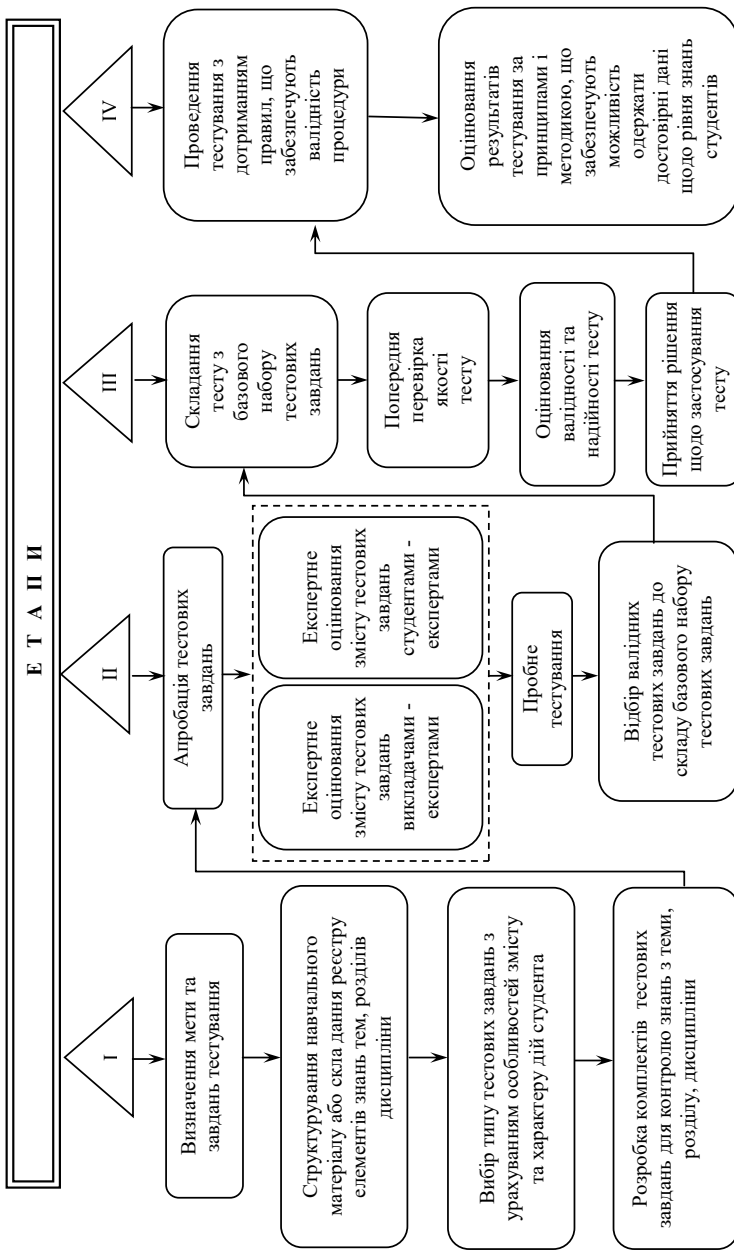 Е Т А П И
I
Визначення мети та
завдань тестування
Структурування навчального
матеріалу або скла дання реєстру
елементів знань тем, розділів
дисципліни
Вибір типу тестових завдань з
урахуванням особливостей змісту
та характеру дій студента
Розробка комплектів тестових
завдань для контролю знань з теми,
розділу, дисципліни
II
Апробація тестових
завдань
Експертне
оцінювання
змісту тестових
завдань
викладачами -
експертами
Експертне
оцінювання
змісту тестових
завдань
студентами -
експертами
Пробне
тестування
Відбір валідних
тестових завдань до
складу базового набору
тестових завдань
III
Складання
тесту з
базового
набору
тестових
завдань
Попередня
перевірка
якості
тесту
Оцінювання
валідності та
надійності тесту
Прийняття рішення
щодо застосування
тесту
IV
Проведення
тестування з
дотриманням
правил, що
забезпечують
валідність
процедури
Оцінювання
результатів
тестування за
принципами і
методикою, що
забезпечують
можливість
одержати
достовірні дані
щодо рівня знань
студентів